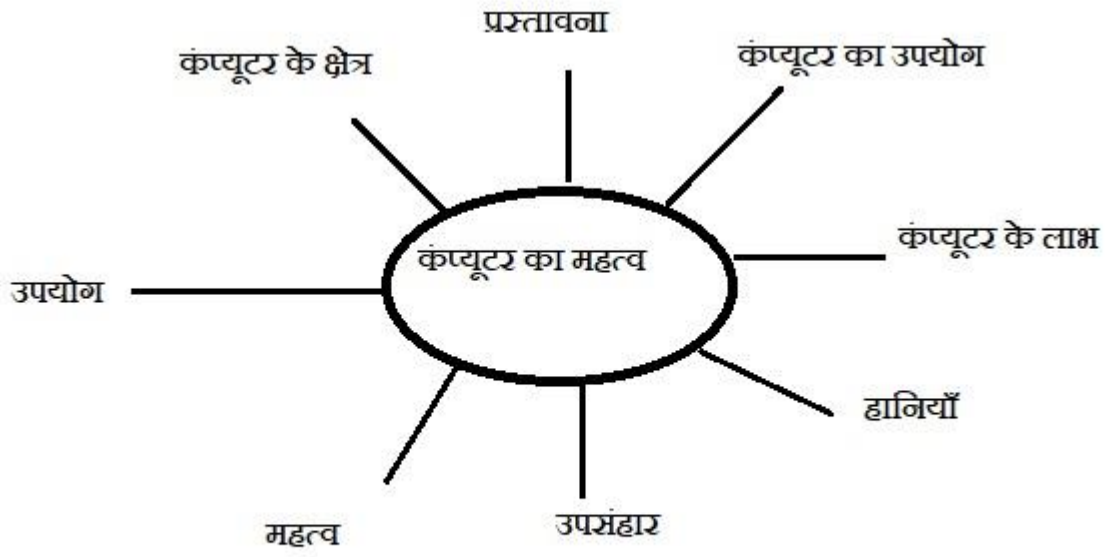 प्रस्तावना
कंप्यूटर के क्षेत्र
कंप्यूटर का उपयोग
कंप्यूटर का महत्व
कंप्यूटर के लाभ
उपयोग
हानियाँ
महत्व
उपसंहार